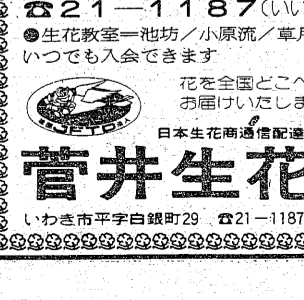 ☎21－1187(いい
●生花教室＝池坊/小原流/草月
いつでも入会できます
花を全国どこへ
お届けいたしま
JFTD
日本生花商通信配達
菅井生花
いわき市平字白銀町29 ☎21－1187